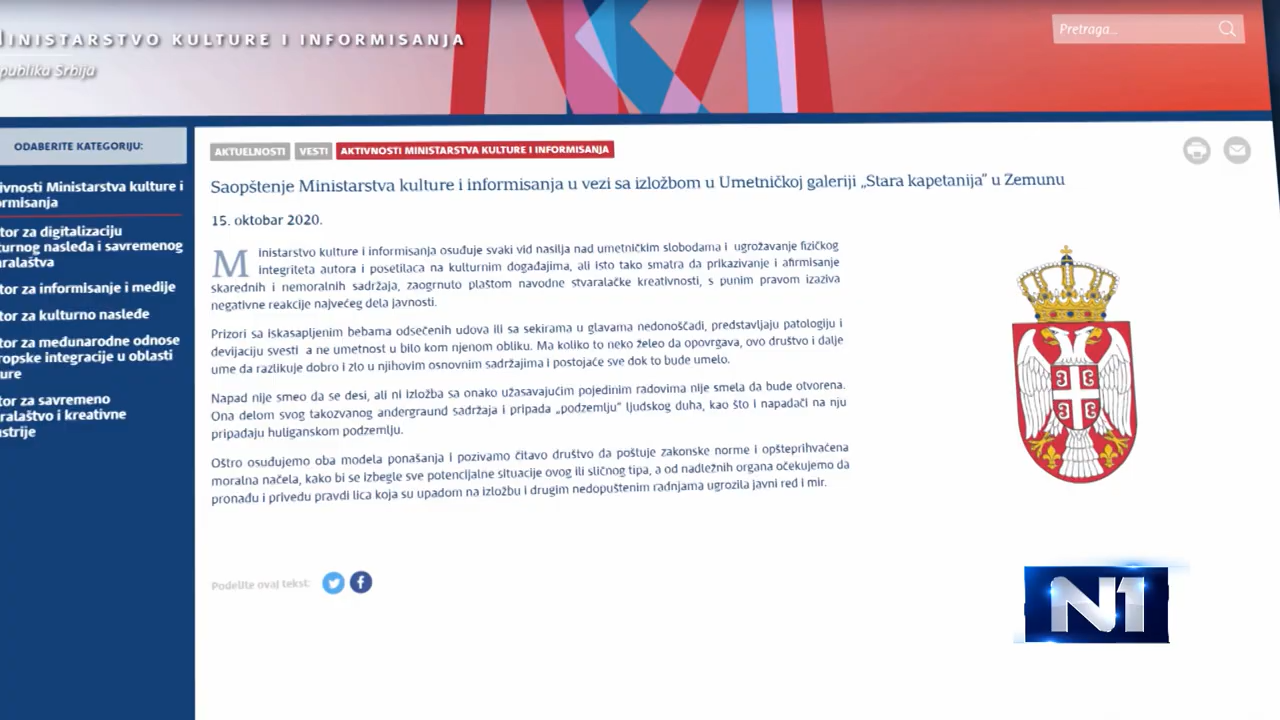 MINISTARSTVO KULTURE I INFORMISANJA
publika Srbija
Pretraga...
ODABERITE KATEGORIJU:
ivnosti Ministarstva kulture i
ormisanja
tor za digitalizaciju
turnog nasleđa i savremenog
aralaštva
tor za informisanje i medije
tor za kulturno nasleđe
tor za međunarodne odnose
ropske integracije u oblasti
ure
tor za savremeno
aralaštvo i kreativne
ustrije
AKTUELNOSTI VESTI AKTIVNOSTI MINISTARSTVA KULTURE I INFORMISANJA
Saopštenje Ministarstva kulture i informisanja u vezi sa izložbom u Umetničkoj galeriji „Stara kapetanija“ u Zemunu
15. oktobar 2020.
Ministarstvo kulture i informisanja osuđuje svaki vid nasilja nad umetničkim slobodama i ugrožavanje fizičkog
integriteta autora i posetilaca na kulturnim događajima, ali isto tako smatra da prikazivanje i afirmisanje
skarednih i nemoralnih sadržaja, zaogrnuto plaštom navodne stvaralačke kreativnosti, s punim pravom izaziva
negativne reakcije najvećeg dela javnosti.
Prizori sa iskasapljenim bebama odsečenih udova ili sa sekirama u glavama nedonoščadi, predstavljaju patologiju i
devijaciju svesti a ne umetnost u bilo kom njenom obliku. Ma koliko to neko želeo da opovrgava, ovo društvo i dalje
ume da razlikuje dobro i zlo u njihovim osnovnim sadržajima i postojaće sve dok to bude umelo.
Napad nije smeo da se desi, ali ni izložba sa onako užasavajućim pojedinim radovima nije smela da bude otvorena.
Ona delom svog takozvanog andergraund sadržaja i pripada „podzemlju“ ljudskog duha, kao što i napadači na nju
pripadaju huliganskom podzemlju.
Oštro osuđujemo oba modela ponašanja i pozivamo čitavo društvo da poštuje zakonske norme i opšteprihvaćena
moralna načela, kako bi se izbegle sve potencijalne situacije ovog ili sličnog tipa, a od nadležnih organa očekujemo da
pronađu i privedu pravdi lica koja su upadom na izložbu i drugim nedopuštenim radnjama ugrozila javni red i mir.
Podelite ovaj tekst:
N1